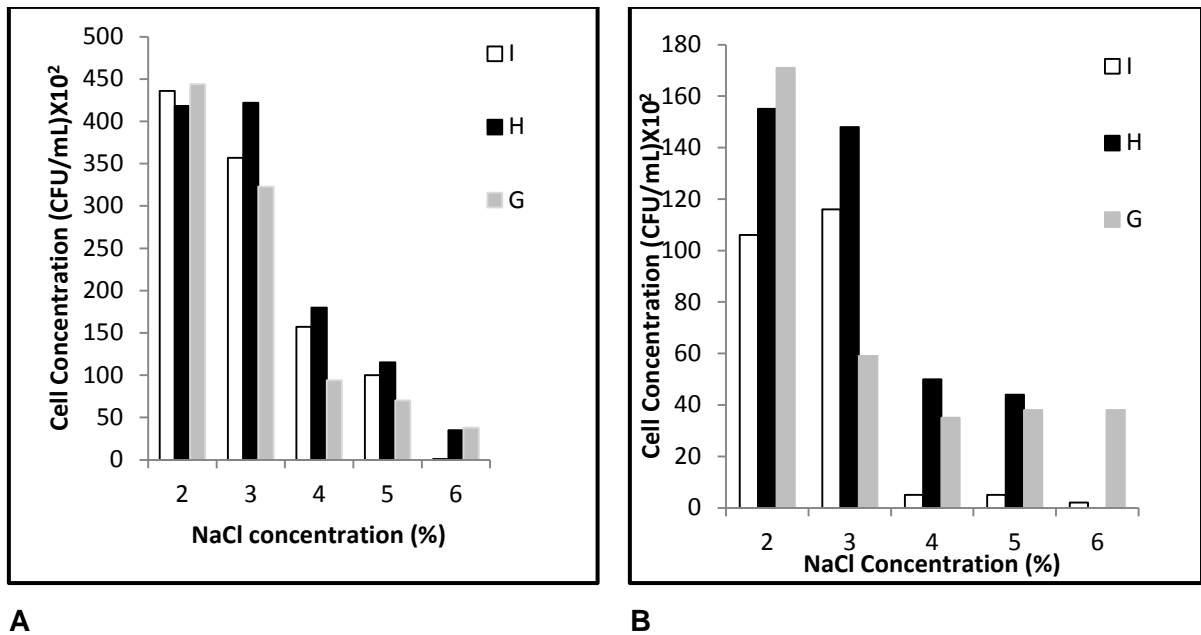 500
450
400
350
300
250
200
150
100
50
0
2 3 4 5 6
Cell Concentration (CFU/mL)X10²
NaCl concentration (%)
I
H
G
A
180
160
140
120
100
80
60
40
20
0
2 3 4 5 6
Cell Concentration (CFU/mL)X10²
NaCl Concentration (%)
I
H
G
B